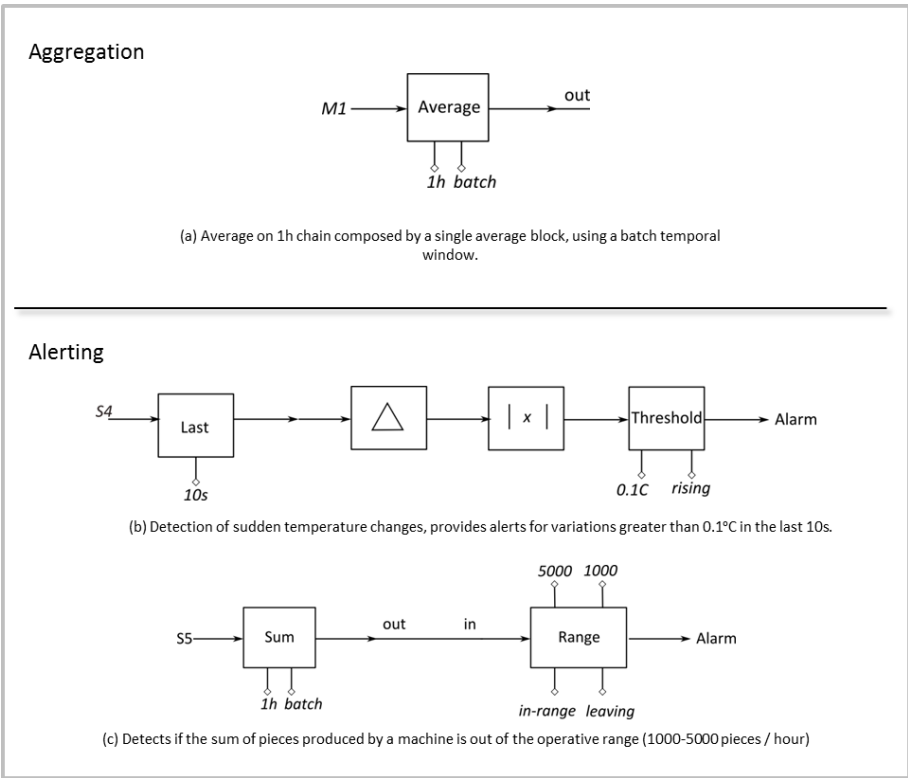 Aggregation
M1
Average
out
1h batch
(a) Average on 1h chain composed by a single average block, using a batch temporal
window.
Alerting
S4
Last
△
| x |
Threshold
Alarm
10s
0.1C rising
(b) Detection of sudden temperature changes, provides alerts for variations greater than 0.1°C in the last 10s.
5000 1000
S5
Sum
out
in
Range
Alarm
1h batch
in-range leaving
(c) Detects if the sum of pieces produced by a machine is out of the operative range (1000-5000 pieces / hour)